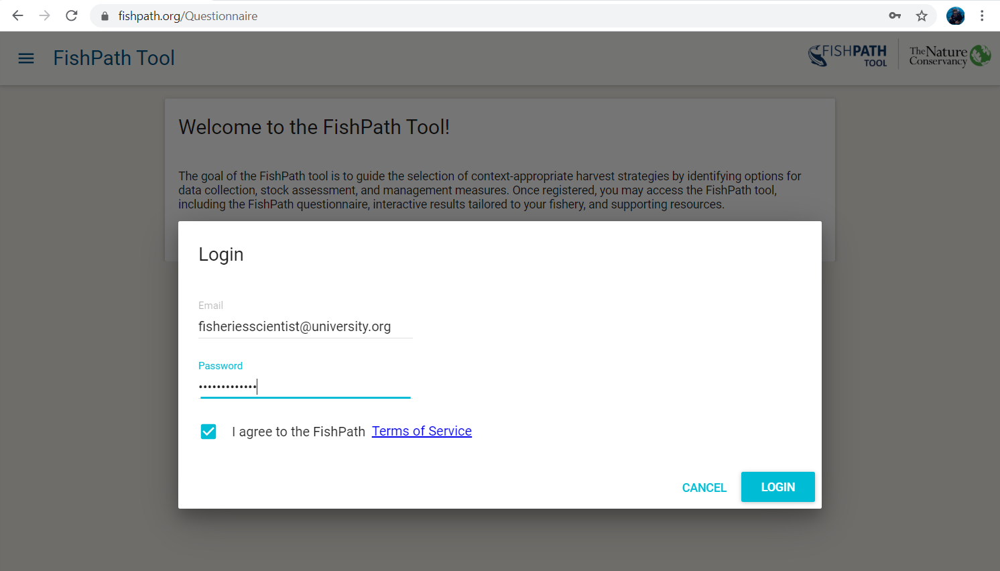 fishpath.org/Questionnaire
FishPath Tool
FISHPATH
TOOL
The Nature
Conservancy
Welcome to the FishPath Tool!
The goal of the FishPath tool is to guide the selection of context-appropriate harvest strategies by identifying options for
data collection, stock assessment, and management measures. Once registered, you may access the FishPath tool,
including the FishPath questionnaire, interactive results tailored to your fishery, and supporting resources.
Login
Email
fisheriesscientist@university.org
Password
•••••••••••••
I agree to the FishPath Terms of Service
CANCEL LOGIN